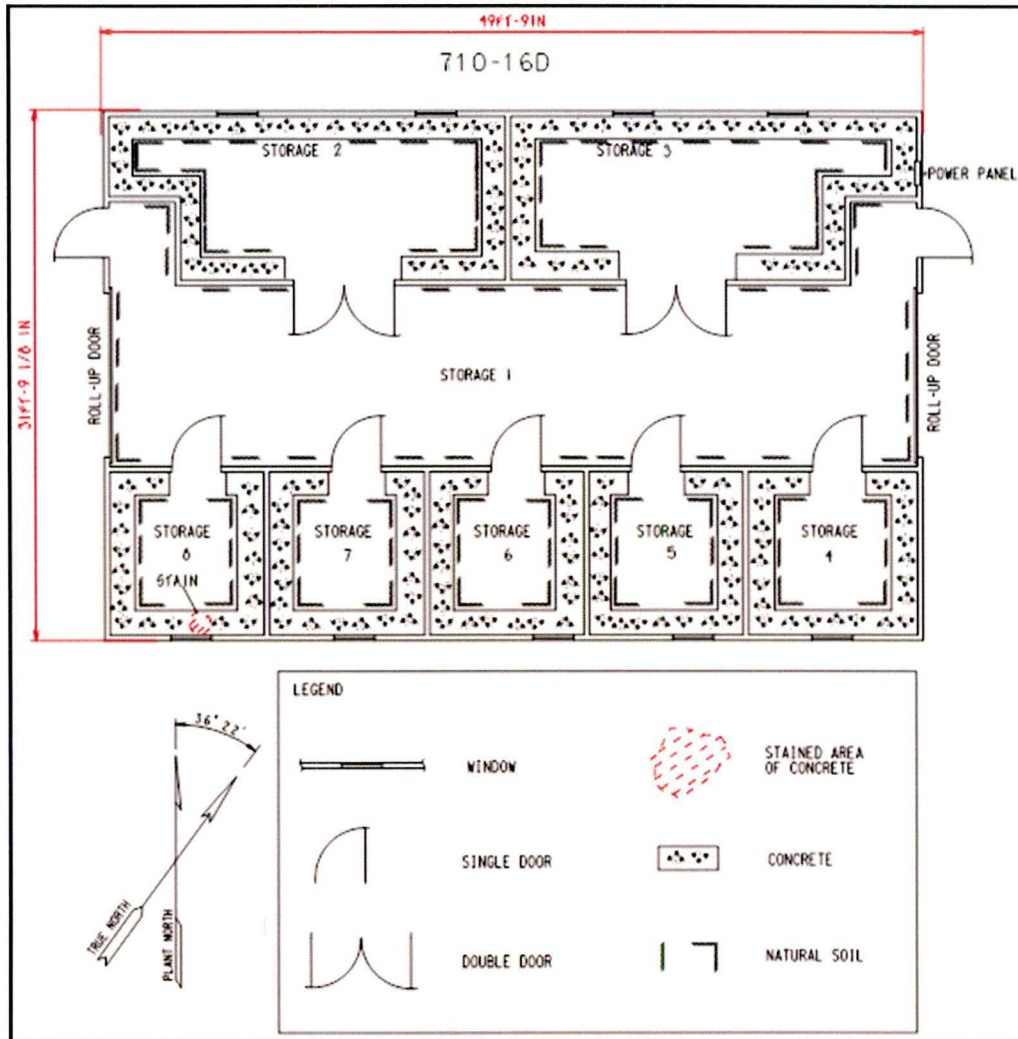 49FT-9IN
710-16D
STORAGE 2
STORAGE 3
POWER PANEL
31FT-9 1/8 IN
ROLL-UP DOOR
STORAGE 1
ROLL-UP DOOR
STORAGE
8
STORAGE
7
STORAGE
6
STORAGE
5
STORAGE
4
STAIN
36° 22'
TRUE NORTH
PLANT NORTH
LEGEND
WINDOW
STAINED AREA
OF CONCRETE
SINGLE DOOR
CONCRETE
DOUBLE DOOR
NATURAL SOIL